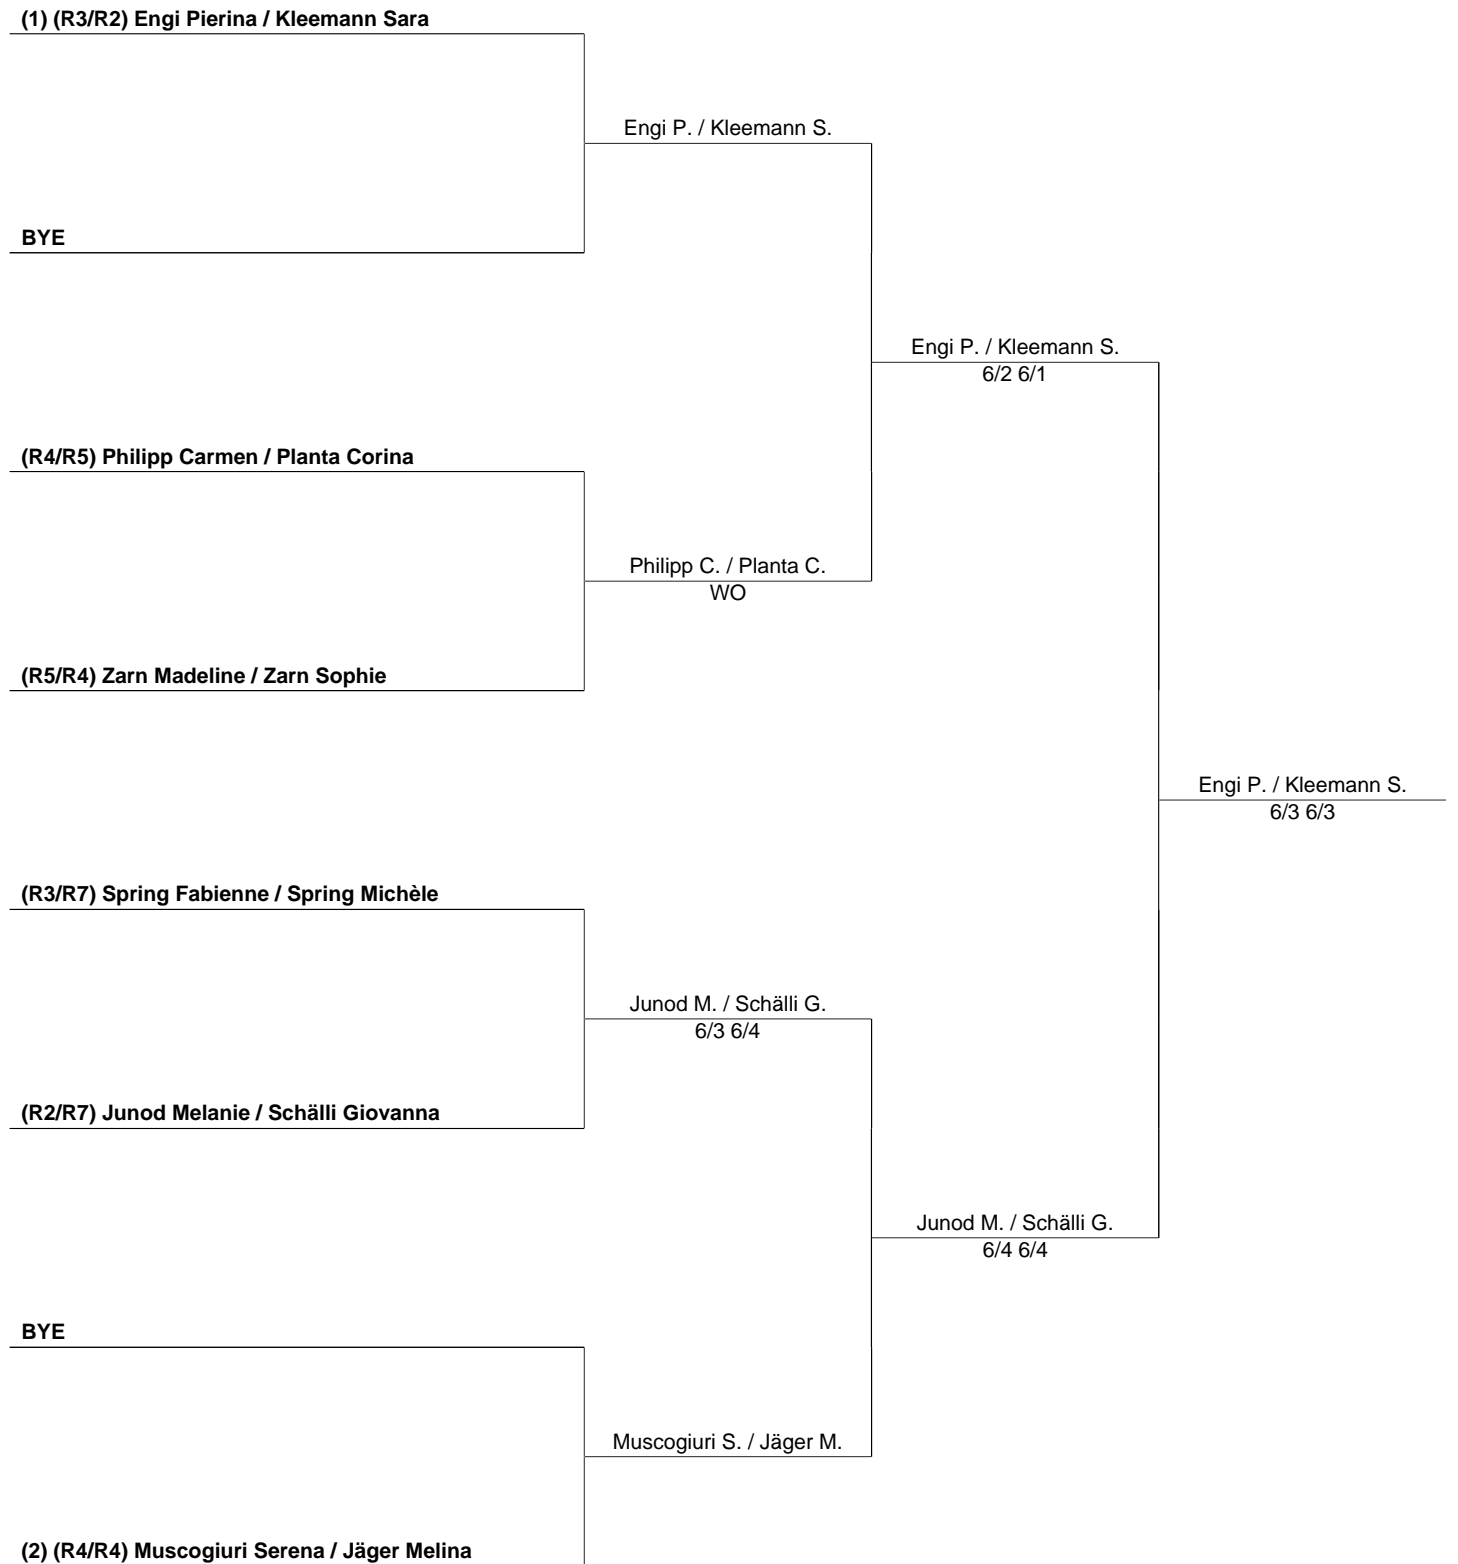 (1) (R3/R2) Engi Pierina / Kleemann Sara
Engi P. / Kleemann S.
BYE
Engi P. / Kleemann S.
6/2 6/1
(R4/R5) Philipp Carmen / Planta Corina
Philipp C. / Planta C.
WO
(R5/R4) Zarn Madeline / Zarn Sophie
Engi P. / Kleemann S.
6/3 6/3
(R3/R7) Spring Fabienne / Spring Michèle
Junod M. / Schälli G.
6/3 6/4
(R2/R7) Junod Melanie / Schälli Giovanna
Junod M. / Schälli G.
6/4 6/4
BYE
Muscogiuri S. / Jäger M.
(2) (R4/R4) Muscogiuri Serena / Jäger Melina